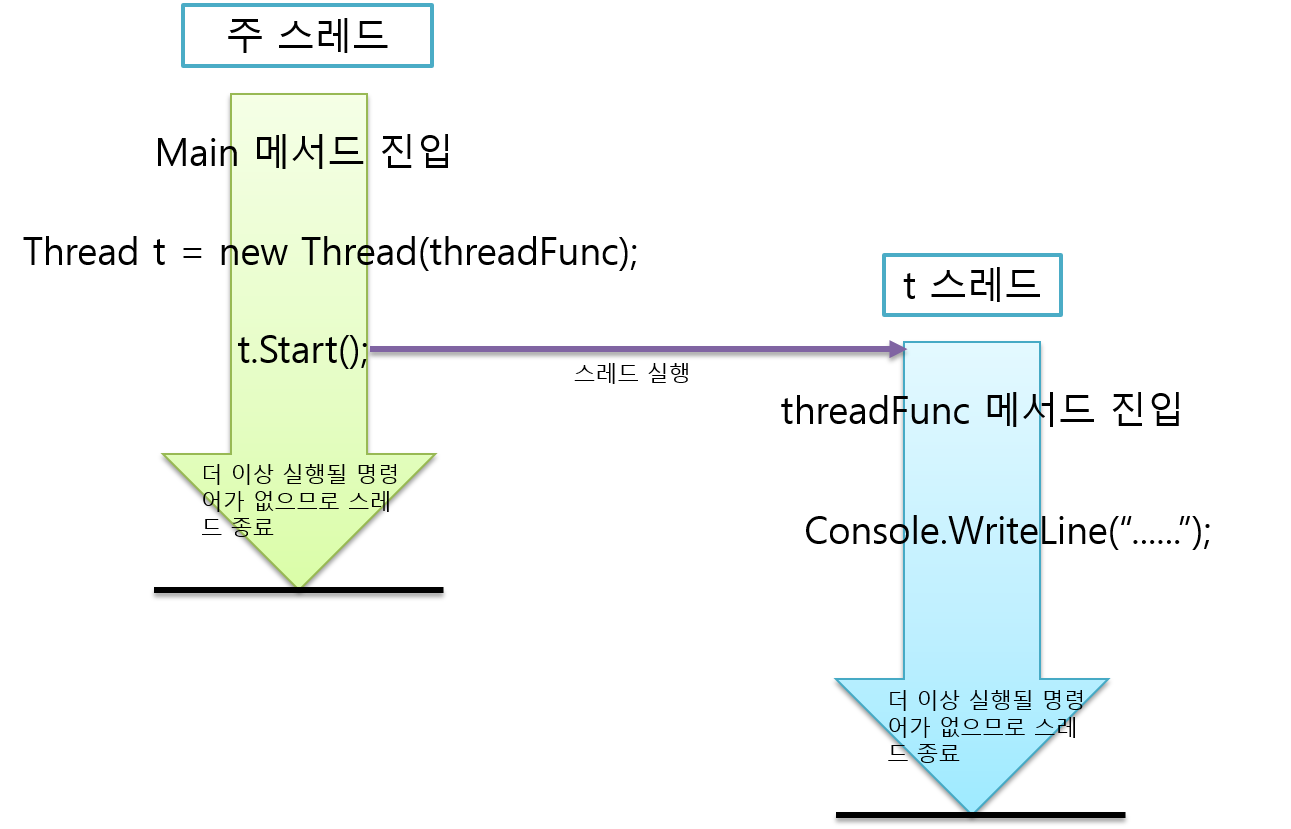 주 스레드
Main 메서드 진입
Thread t = new Thread(threadFunc);
t.Start();
스레드 실행
더 이상 실행될 명령
어가 없으므로 스레
드 종료
t 스레드
threadFunc 메서드 진입
Console.WriteLine(“......”);
더 이상 실행될 명령
어가 없으므로 스레
드 종료